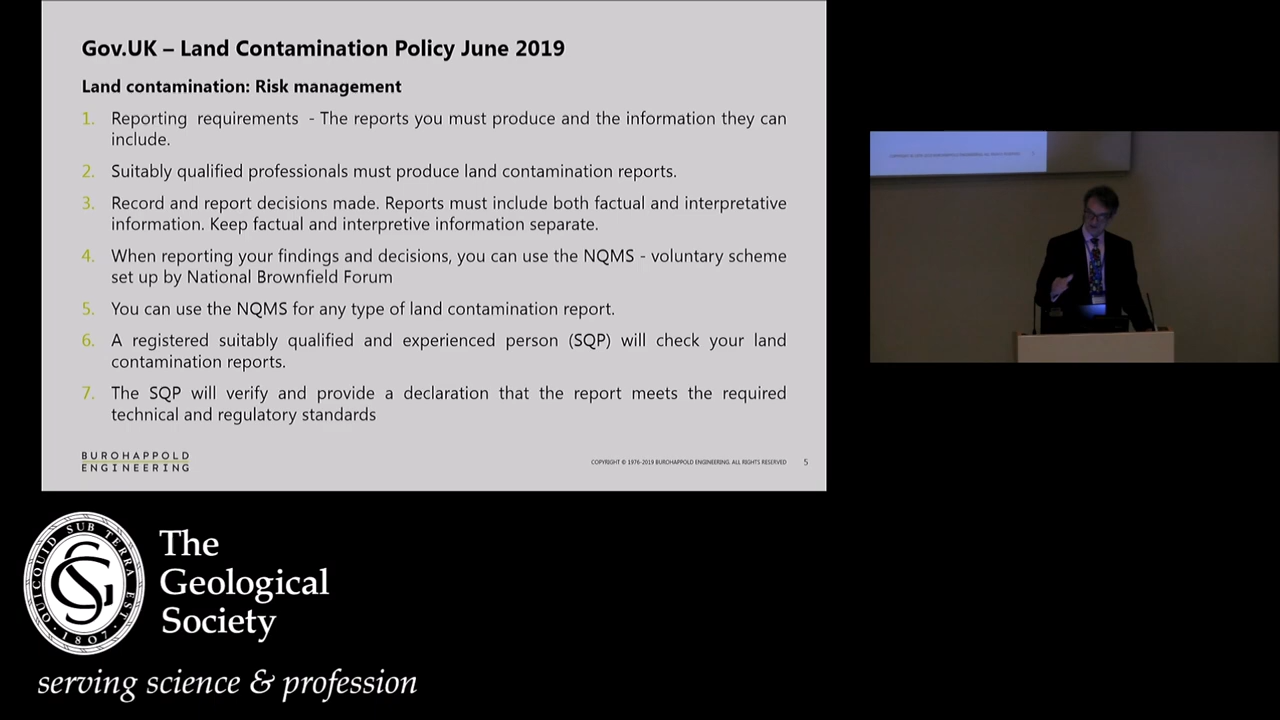 Gov.UK – Land Contamination Policy June 2019
Land contamination: Risk management
1. Reporting requirements - The reports you must produce and the information they can
include.
2. Suitably qualified professionals must produce land contamination reports.
3. Record and report decisions made. Reports must include both factual and interpretative
information. Keep factual and interpretive information separate.
4. When reporting your findings and decisions, you can use the NQMS - voluntary scheme
set up by National Brownfield Forum
5. You can use the NQMS for any type of land contamination report.
6. A registered suitably qualified and experienced person (SQP) will check your land
contamination reports.
7. The SQP will verify and provide a declaration that the report meets the required
technical and regulatory standards
BUROHAPPOLD
ENGINEERING
COPYRIGHT © 1976-2019 BUROHAPPOLD ENGINEERING. ALL RIGHTS RESERVED 5
QUICQUID SUB TERRA EST
1807
The
Geological
Society
serving science & profession